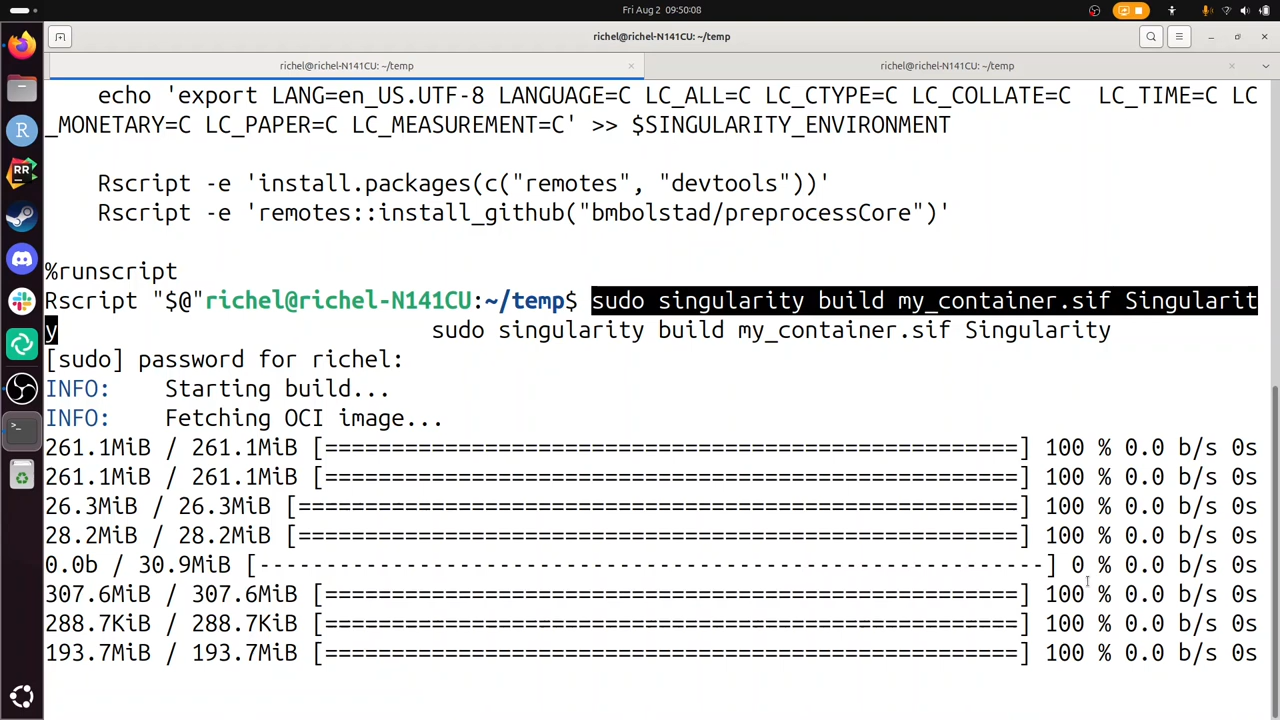 Fri Aug 2 09:50:08
richel@richel-N141CU: ~/temp
richel@richel-N141CU: ~/temp
richel@richel-N141CU: ~/temp
echo 'export LANG=en_US.UTF-8 LANGUAGE=C LC_ALL=C LC_CTYPE=C LC_COLLATE=C  LC_TIME=C LC
_MONETARY=C LC_PAPER=C LC_MEASUREMENT=C' >> $SINGULARITY_ENVIRONMENT
Rscript -e 'install.packages(c("remotes", "devtools"))'
Rscript -e 'remotes::install_github("bmbolstad/preprocessCore")'
%runscript
Rscript "$@"richel@richel-N141CU:~/temp$ sudo singularity build my_container.sif Singularit
y sudo singularity build my_container.sif Singularity
[sudo] password for richel:
INFO:    Starting build...
INFO:    Fetching OCI image...
261.1MiB / 261.1MiB [====================================================] 100 % 0.0 b/s 0s
261.1MiB / 261.1MiB [====================================================] 100 % 0.0 b/s 0s
26.3MiB / 26.3MiB [======================================================] 100 % 0.0 b/s 0s
28.2MiB / 28.2MiB [======================================================] 100 % 0.0 b/s 0s
0.0b / 30.9MiB [-----------------------------------------------------------] 0 % 0.0 b/s 0s
307.6MiB / 307.6MiB [====================================================] 100 % 0.0 b/s 0s
288.7KiB / 288.7KiB [====================================================] 100 % 0.0 b/s 0s
193.7MiB / 193.7MiB [====================================================] 100 % 0.0 b/s 0s